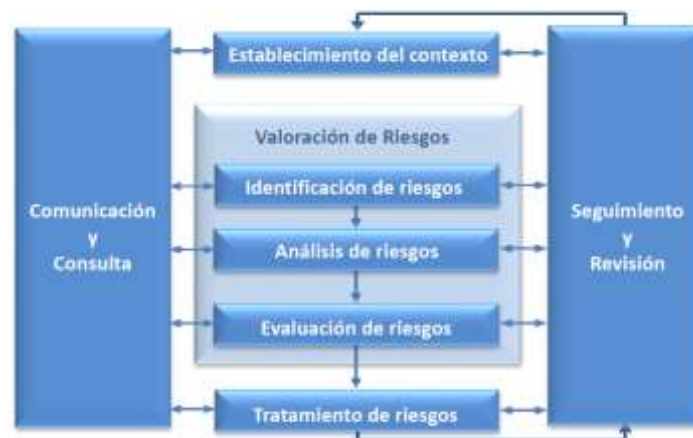 Establecimiento del contexto
Valoración de Riesgos
Identificación de riesgos
Comunicación
y
Consulta
Análisis de riesgos
Seguimiento
y
Revisión
Evaluación de riesgos
Tratamiento de riesgos